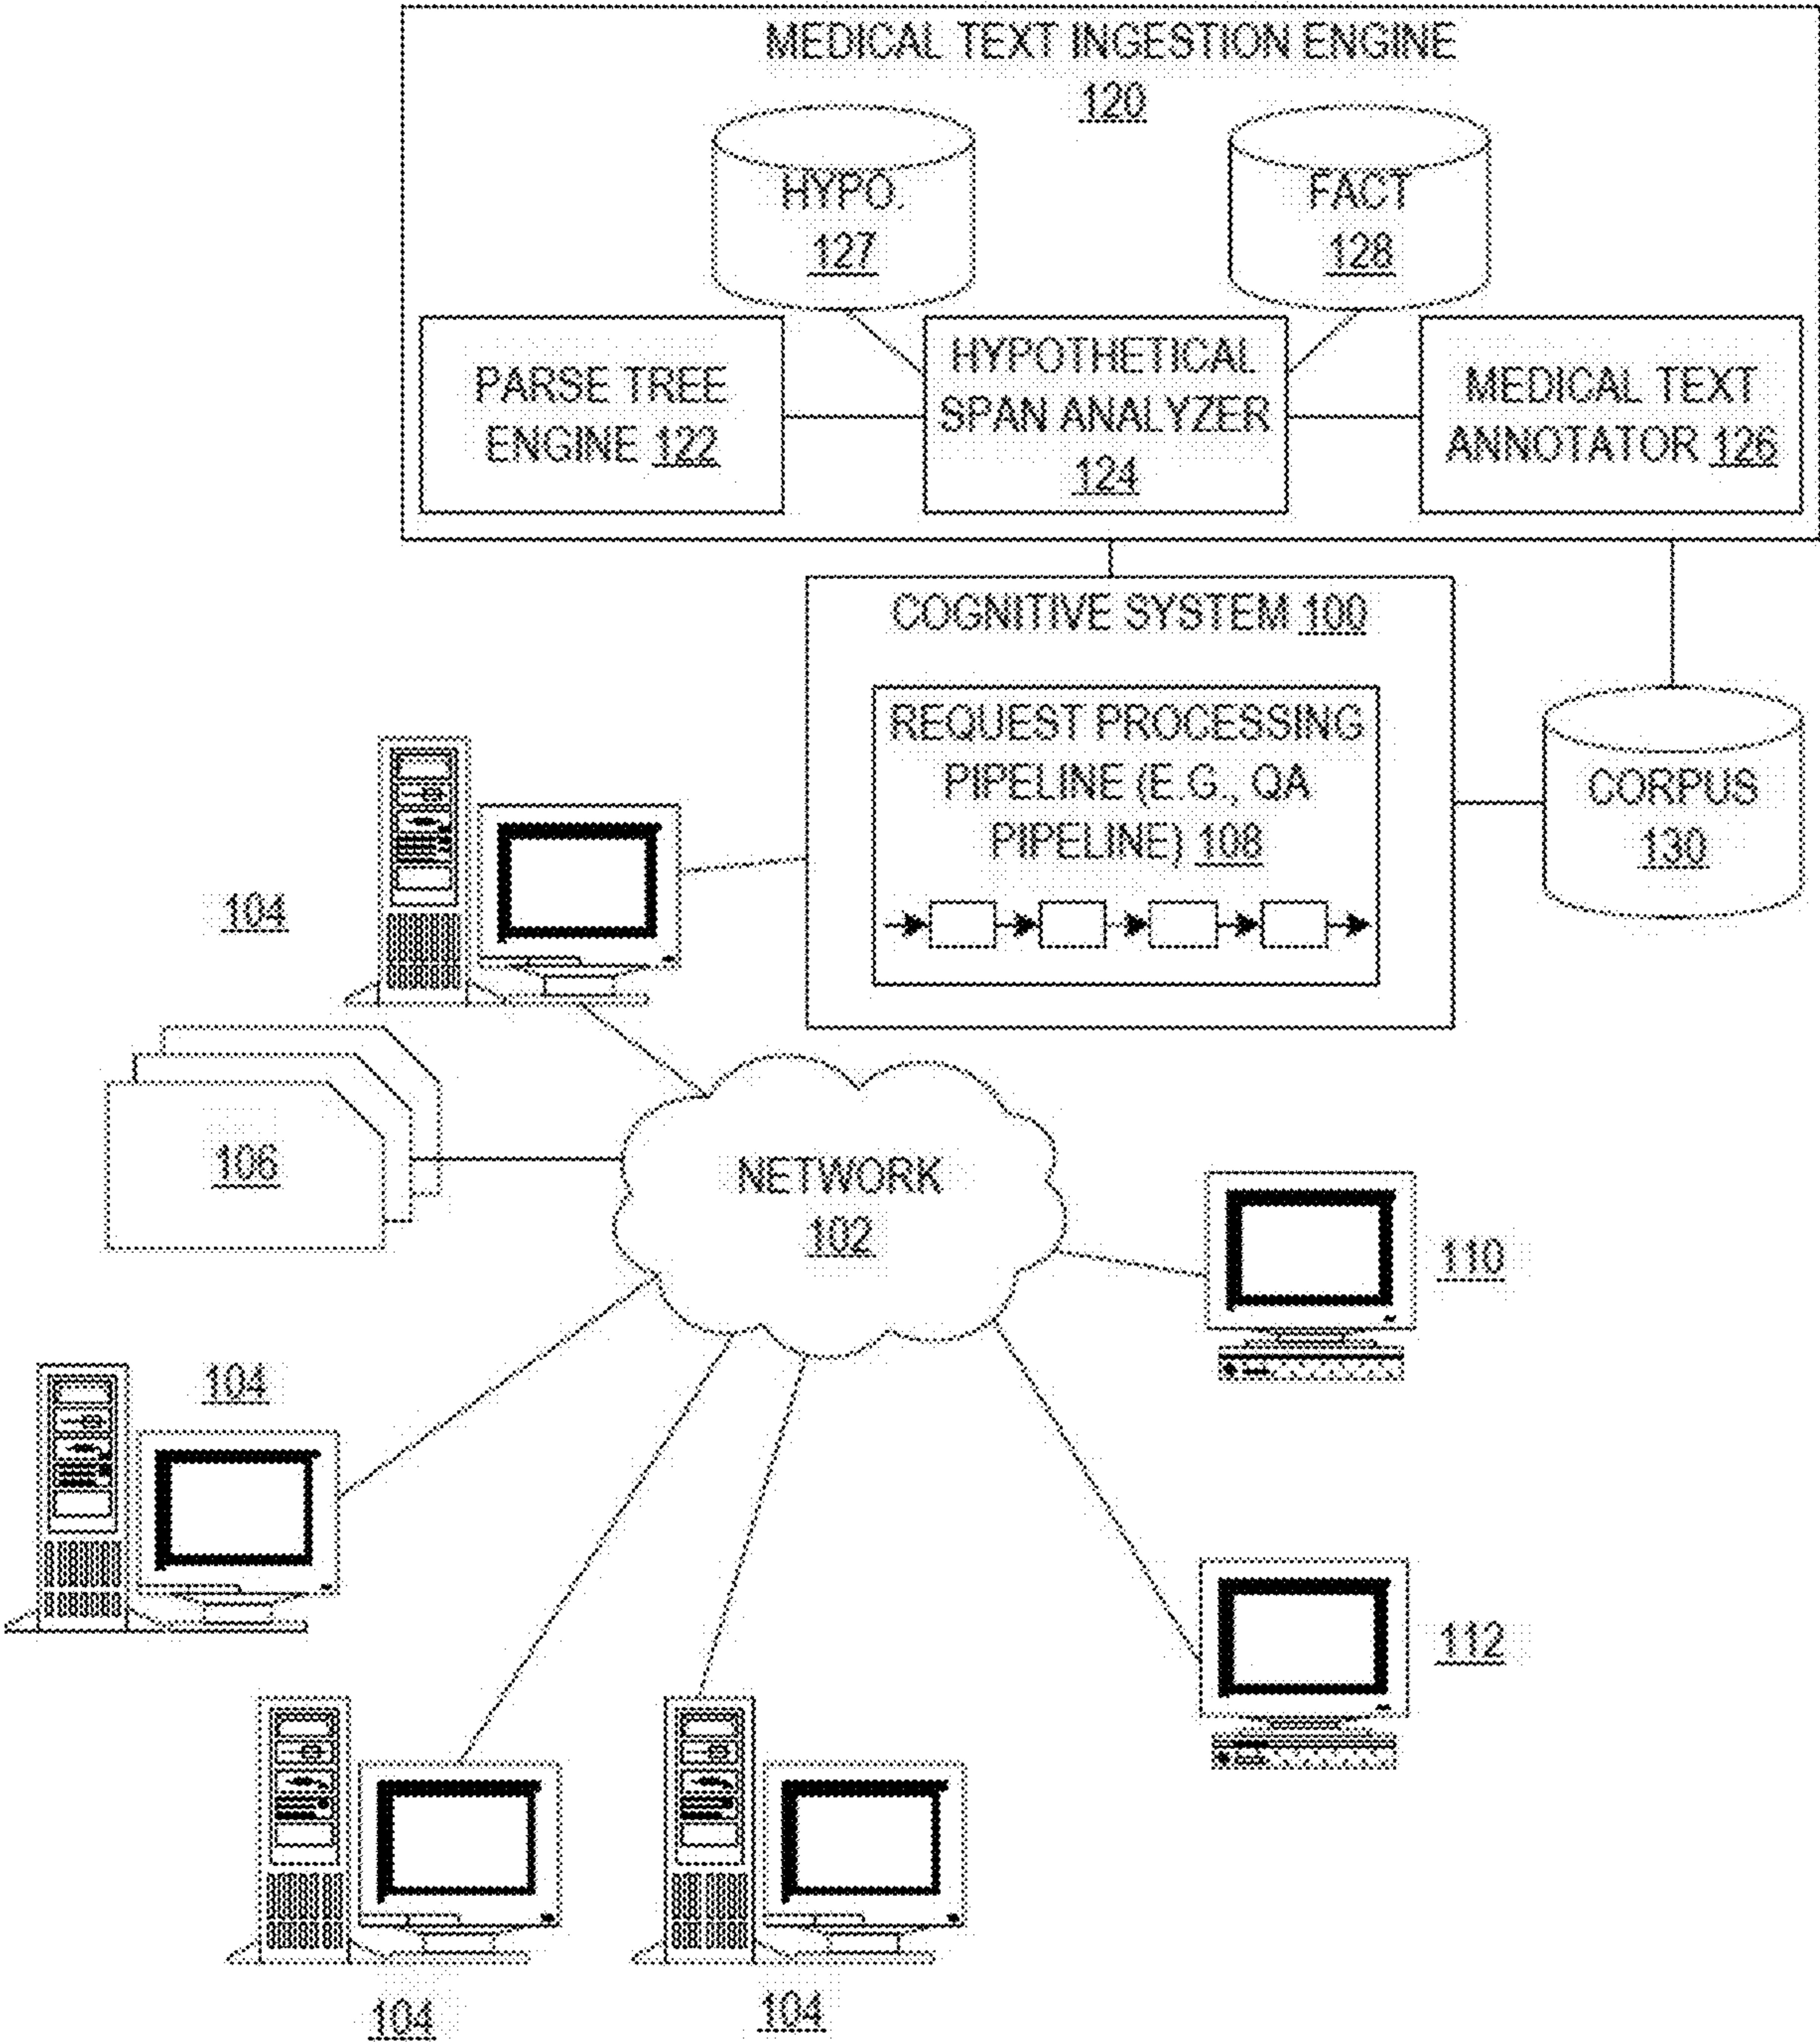 MEDICAL TEXT INGESTION ENGINE
120
HYPO.
127
FACT
128
PARSE TREE
ENGINE 122
HYPOTHETICAL
SPAN ANALYZER
124
MEDICAL TEXT
ANNOTATOR 126
COGNITIVE SYSTEM 100
REQUEST PROCESSING
PIPELINE (E.G., QA
PIPELINE) 108
CORPUS
130
104
106
NETWORK
102
110
104
112
104
104